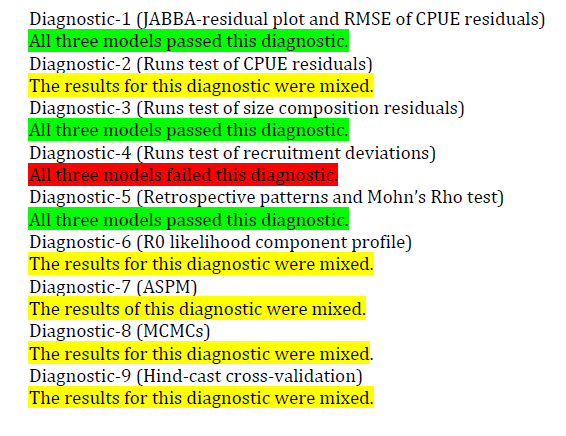 Diagnostic-1 (JABBA-residual plot and RMSE of CPUE residuals)
All three models passed this diagnostic.
Diagnostic-2 (Runs test of CPUE residuals)
The results for this diagnostic were mixed.
Diagnostic-3 (Runs test of size composition residuals)
All three models passed this diagnostic.
Diagnostic-4 (Runs test of recruitment deviations)
All three models failed this diagnostic.
Diagnostic-5 (Retrospective patterns and Mohn’s Rho test)
All three models passed this diagnostic.
Diagnostic-6 (R0 likelihood component profile)
The results for this diagnostic were mixed.
Diagnostic-7 (ASPM)
The results of this diagnostic were mixed.
Diagnostic-8 (MCMCs)
The results for this diagnostic were mixed.
Diagnostic-9 (Hind-cast cross-validation)
The results for this diagnostic were mixed.